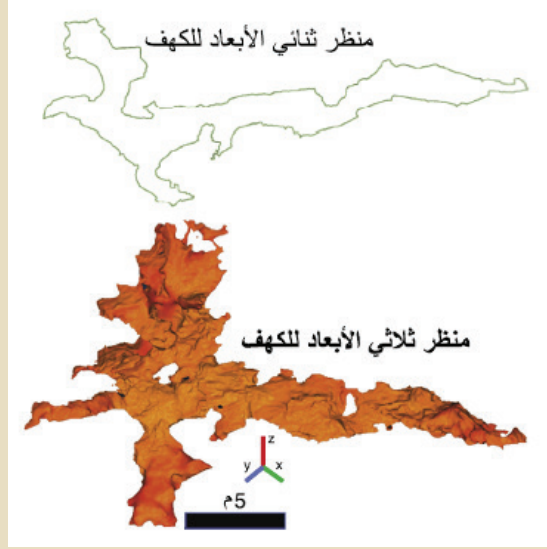 منظر ثنائي الأبعاد للكهف
منظر ثلاثي الأبعاد للكهف
z
y x
5م